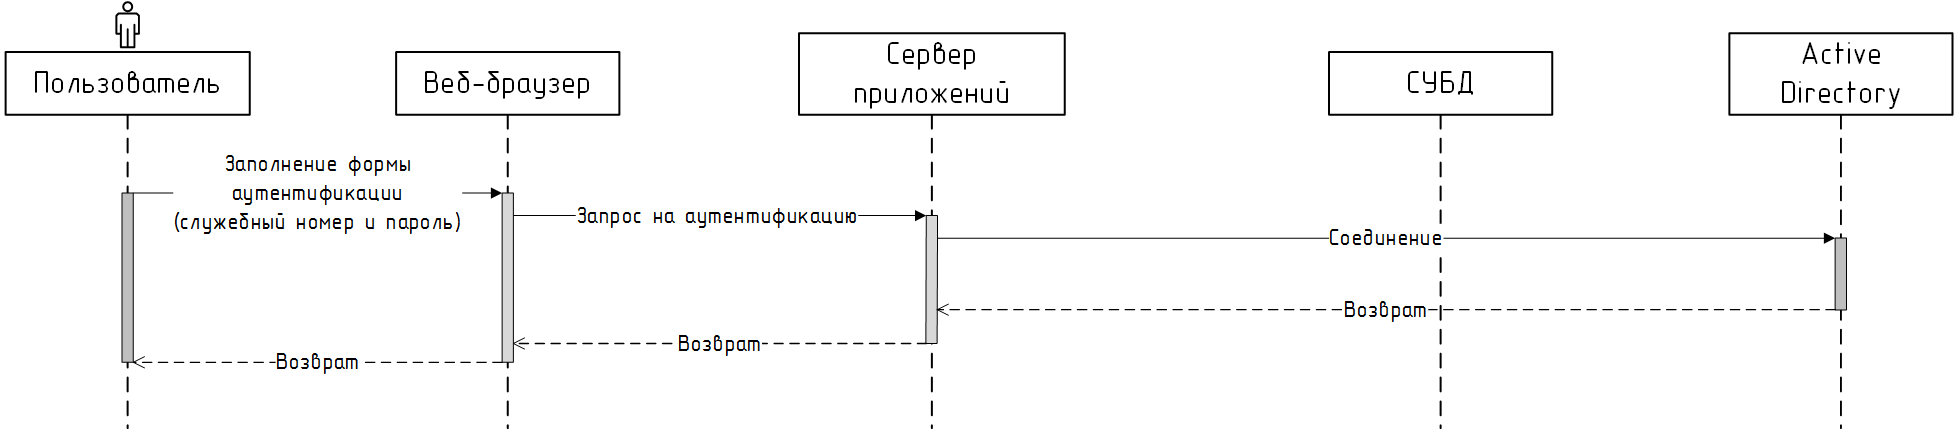 Пользователь
Веб-браузер
Сервер
приложений
СУБД
Active
Directory
Заполнение формы
аутентификации
(служебный номер и пароль)
Запрос на аутентификацию
Соединение
Возврат
Возврат
Возврат